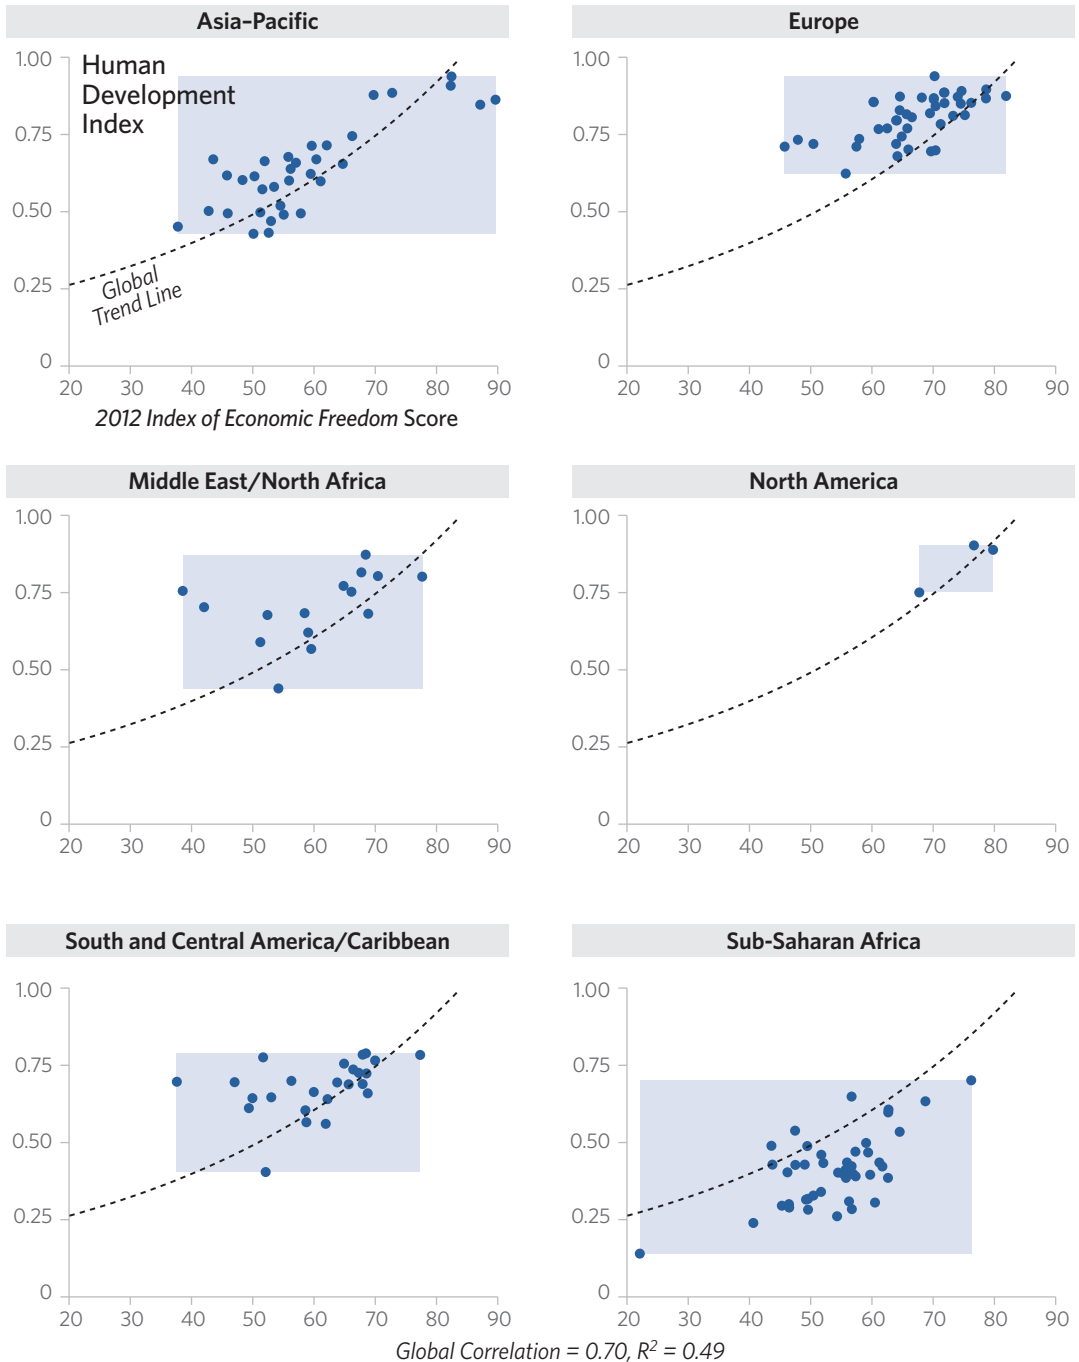 Asia–Pacific
Human
Development
Index
1.00
0.75
0.50
0.25
0
Global
Trend Line
20 30 40 50 60 70 80 90
2012 Index of Economic Freedom Score
Europe
1.00
0.75
0.50
0.25
0
20 30 40 50 60 70 80 90
Middle East/North Africa
1.00
0.75
0.50
0.25
0
20 30 40 50 60 70 80 90
North America
1.00
0.75
0.50
0.25
0
20 30 40 50 60 70 80 90
South and Central America/Caribbean
1.00
0.75
0.50
0.25
0
20 30 40 50 60 70 80 90
Sub-Saharan Africa
1.00
0.75
0.50
0.25
0
20 30 40 50 60 70 80 90
Global Correlation = 0.70, R² = 0.49